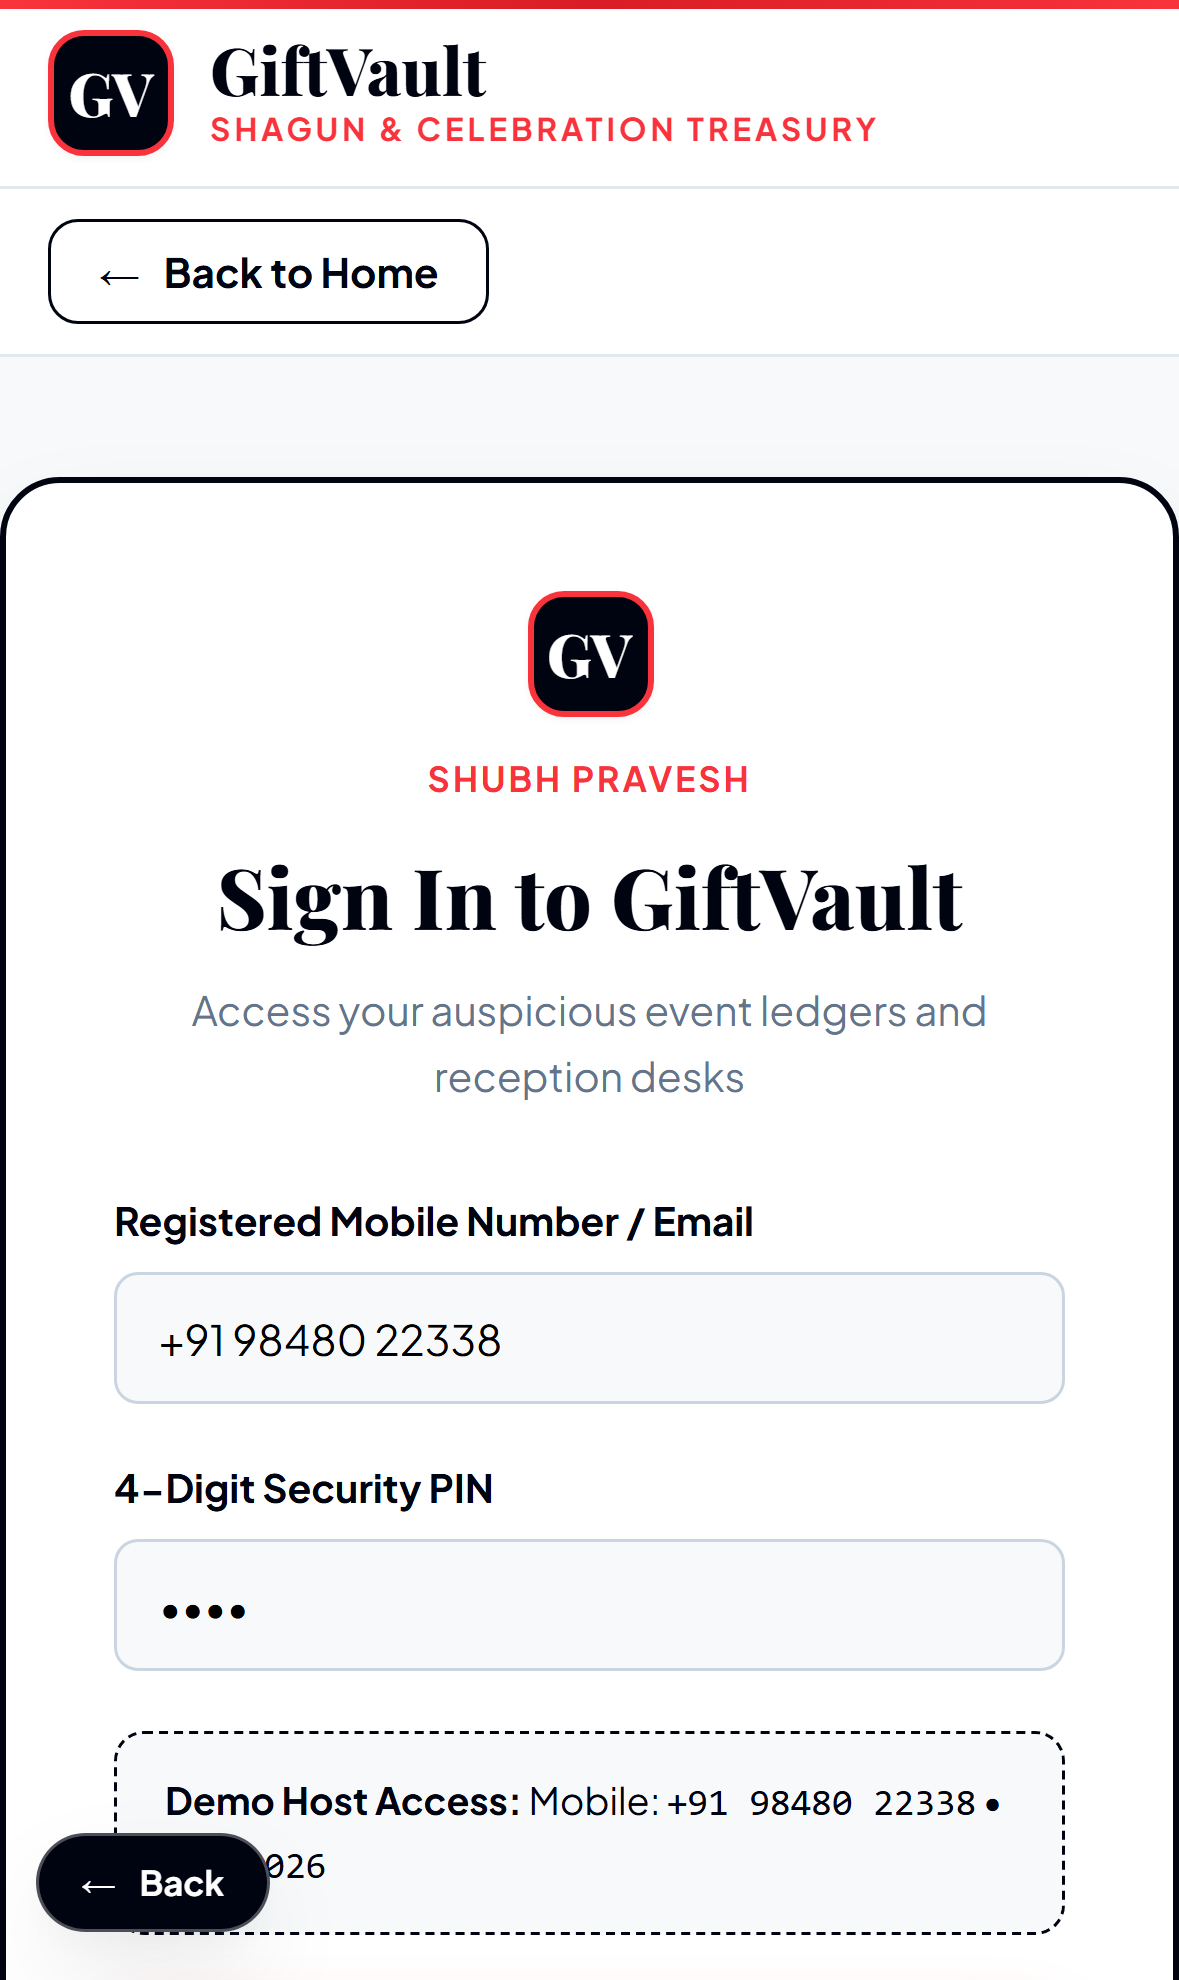 GV
GiftVault
SHAGUN & CELEBRATION TREASURY
← Back to Home
GV
SHUBH PRAVESH
Sign In to GiftVault
Access your auspicious event ledgers and
reception desks
Registered Mobile Number / Email
+91 98480 22338
4-Digit Security PIN
••••
Demo Host Access: Mobile: +91 98480 22338 •
026
← Back